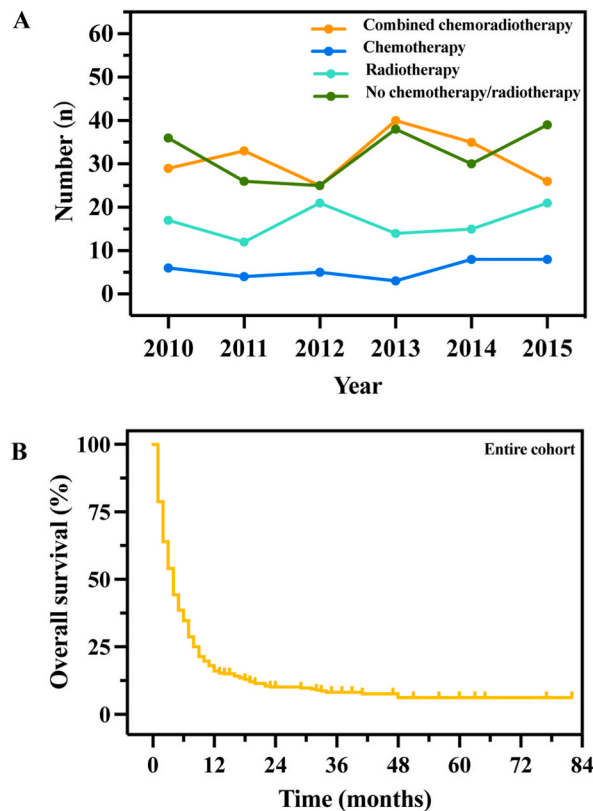 A
Combined chemoradiotherapy
Chemotherapy
Radiotherapy
No chemotherapy/radiotherapy
Number (n)
60
50
40
30
20
10
0
2010 2011 2012 2013 2014 2015
Year
B
Entire cohort
Overall survival (%)
100
75
50
25
0
0 12 24 36 48 60 72 84
Time (months)